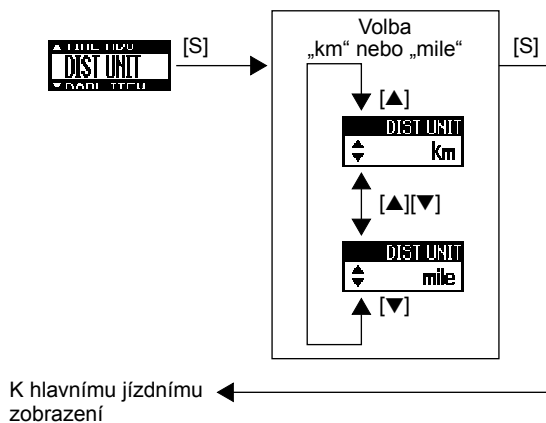 Volba
„km“ nebo „mile“
[S]
[S]
DIST UNIT
[▲]
DIST UNIT
km
[▲][▼]
DIST UNIT
mile
[▼]
K hlavnímu jízdnímu
zobrazení